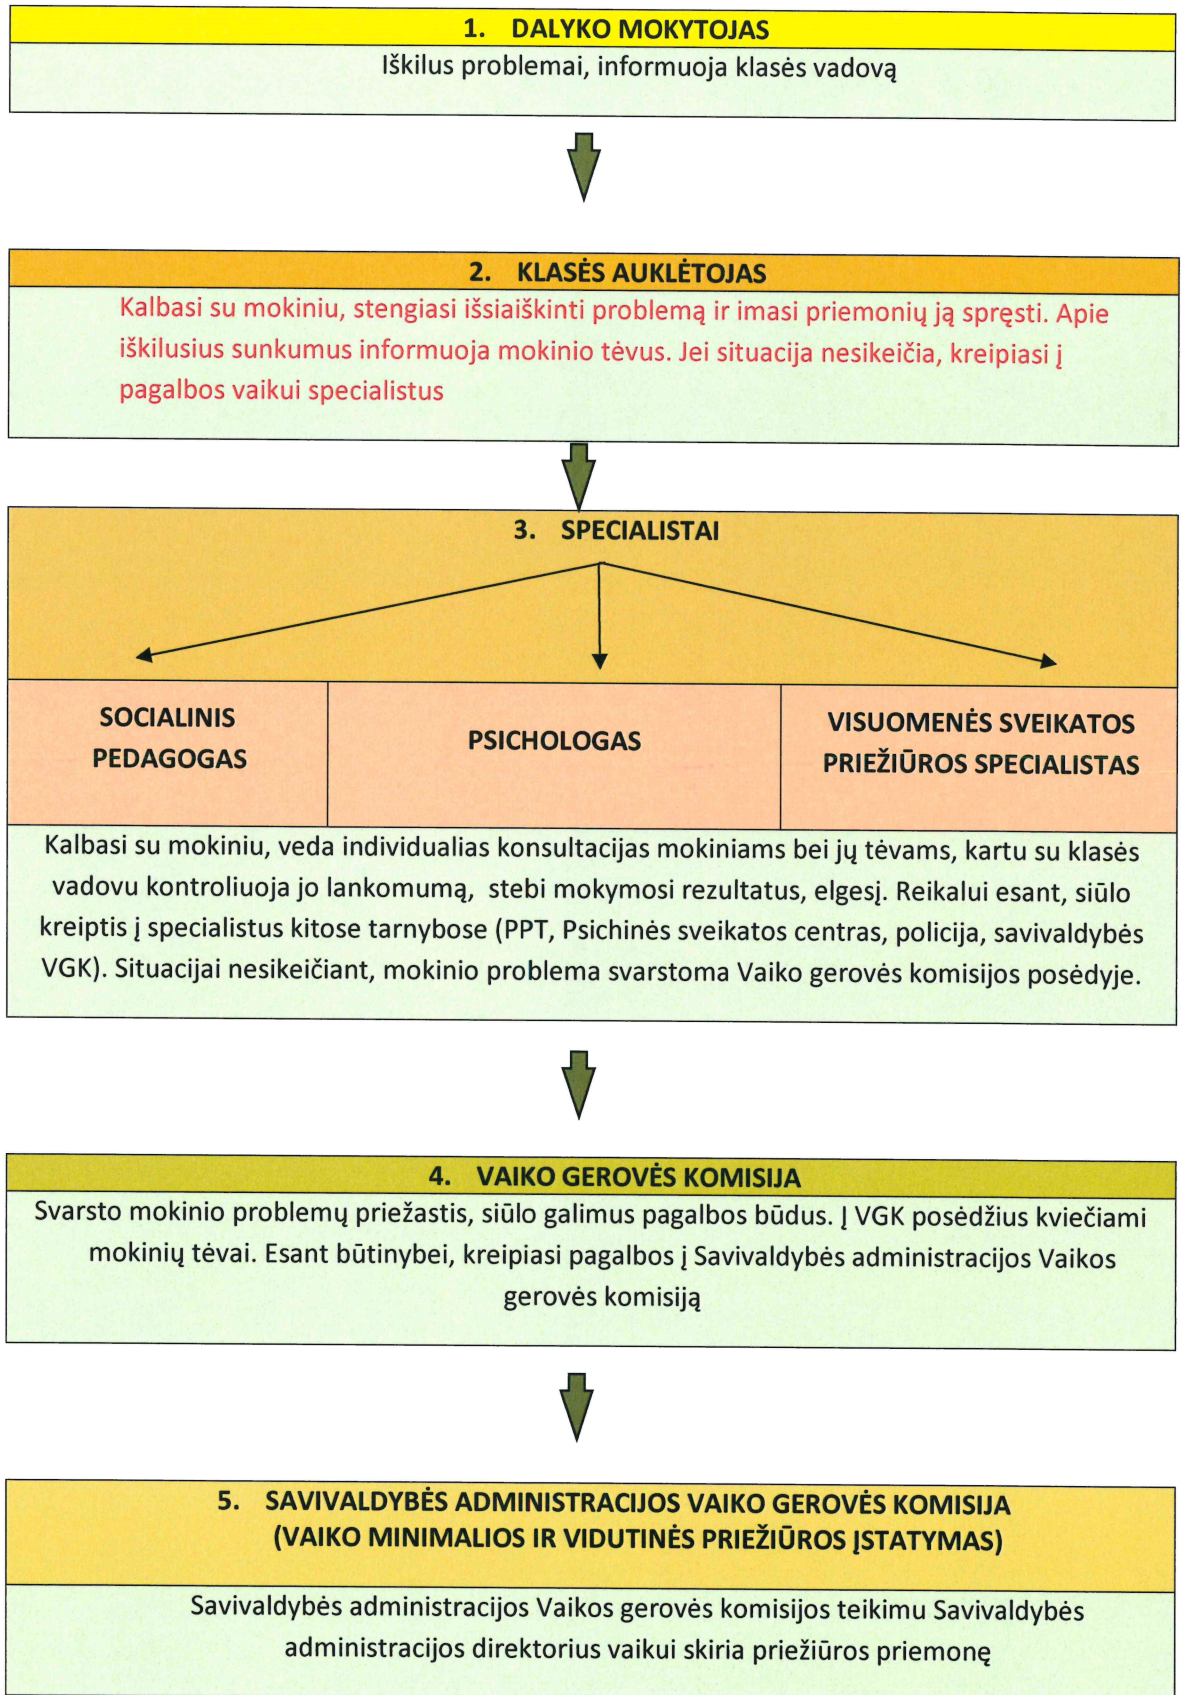 1. DALYKO MOKYTOJAS
Iškilus problemai, informuoja klasės vadovą
2. KLASĖS AUKLĖTOJAS
Kalbasi su mokiniu, stengiasi išsiaiškinti problemą ir imasi priemonių ją spręsti. Apie
iškilusius sunkumus informuoja mokinio tėvus. Jei situacija nesikeičia, kreipiasi į
pagalbos vaikui specialistus
3. SPECIALISTAI
SOCIALINIS
PEDAGOGAS
PSICHOLOGAS
VISUOMENĖS SVEIKATOS
PRIEŽIŪROS SPECIALISTAS
Kalbasi su mokiniu, veda individualias konsultacijas mokiniams bei jų tėvams, kartu su klasės
vadovu kontroliuoja jo lankomumą, stebi mokymosi rezultatus, elgesį. Reikalui esant, siūlo
kreiptis į specialistus kitose tarnybose (PPT, Psichinės sveikatos centras, policija, savivaldybės
VGK). Situacijai nesikeičiant, mokinio problema svarstoma Vaiko gerovės komisijos posėdyje.
4. VAIKO GEROVĖS KOMISIJA
Svarsto mokinio problemų priežastis, siūlo galimus pagalbos būdus. Į VGK posėdžius kviečiami
mokinių tėvai. Esant būtinybei, kreipiasi pagalbos į Savivaldybės administracijos Vaikos
gerovės komisiją
5. SAVIVALDYBĖS ADMINISTRACIJOS VAIKO GEROVĖS KOMISIJA
(VAIKO MINIMALIOS IR VIDUTINĖS PRIEŽIŪROS ĮSTATYMAS)
Savivaldybės administracijos Vaikos gerovės komisijos teikimu Savivaldybės
administracijos direktorius vaikui skiria priežiūros priemonę